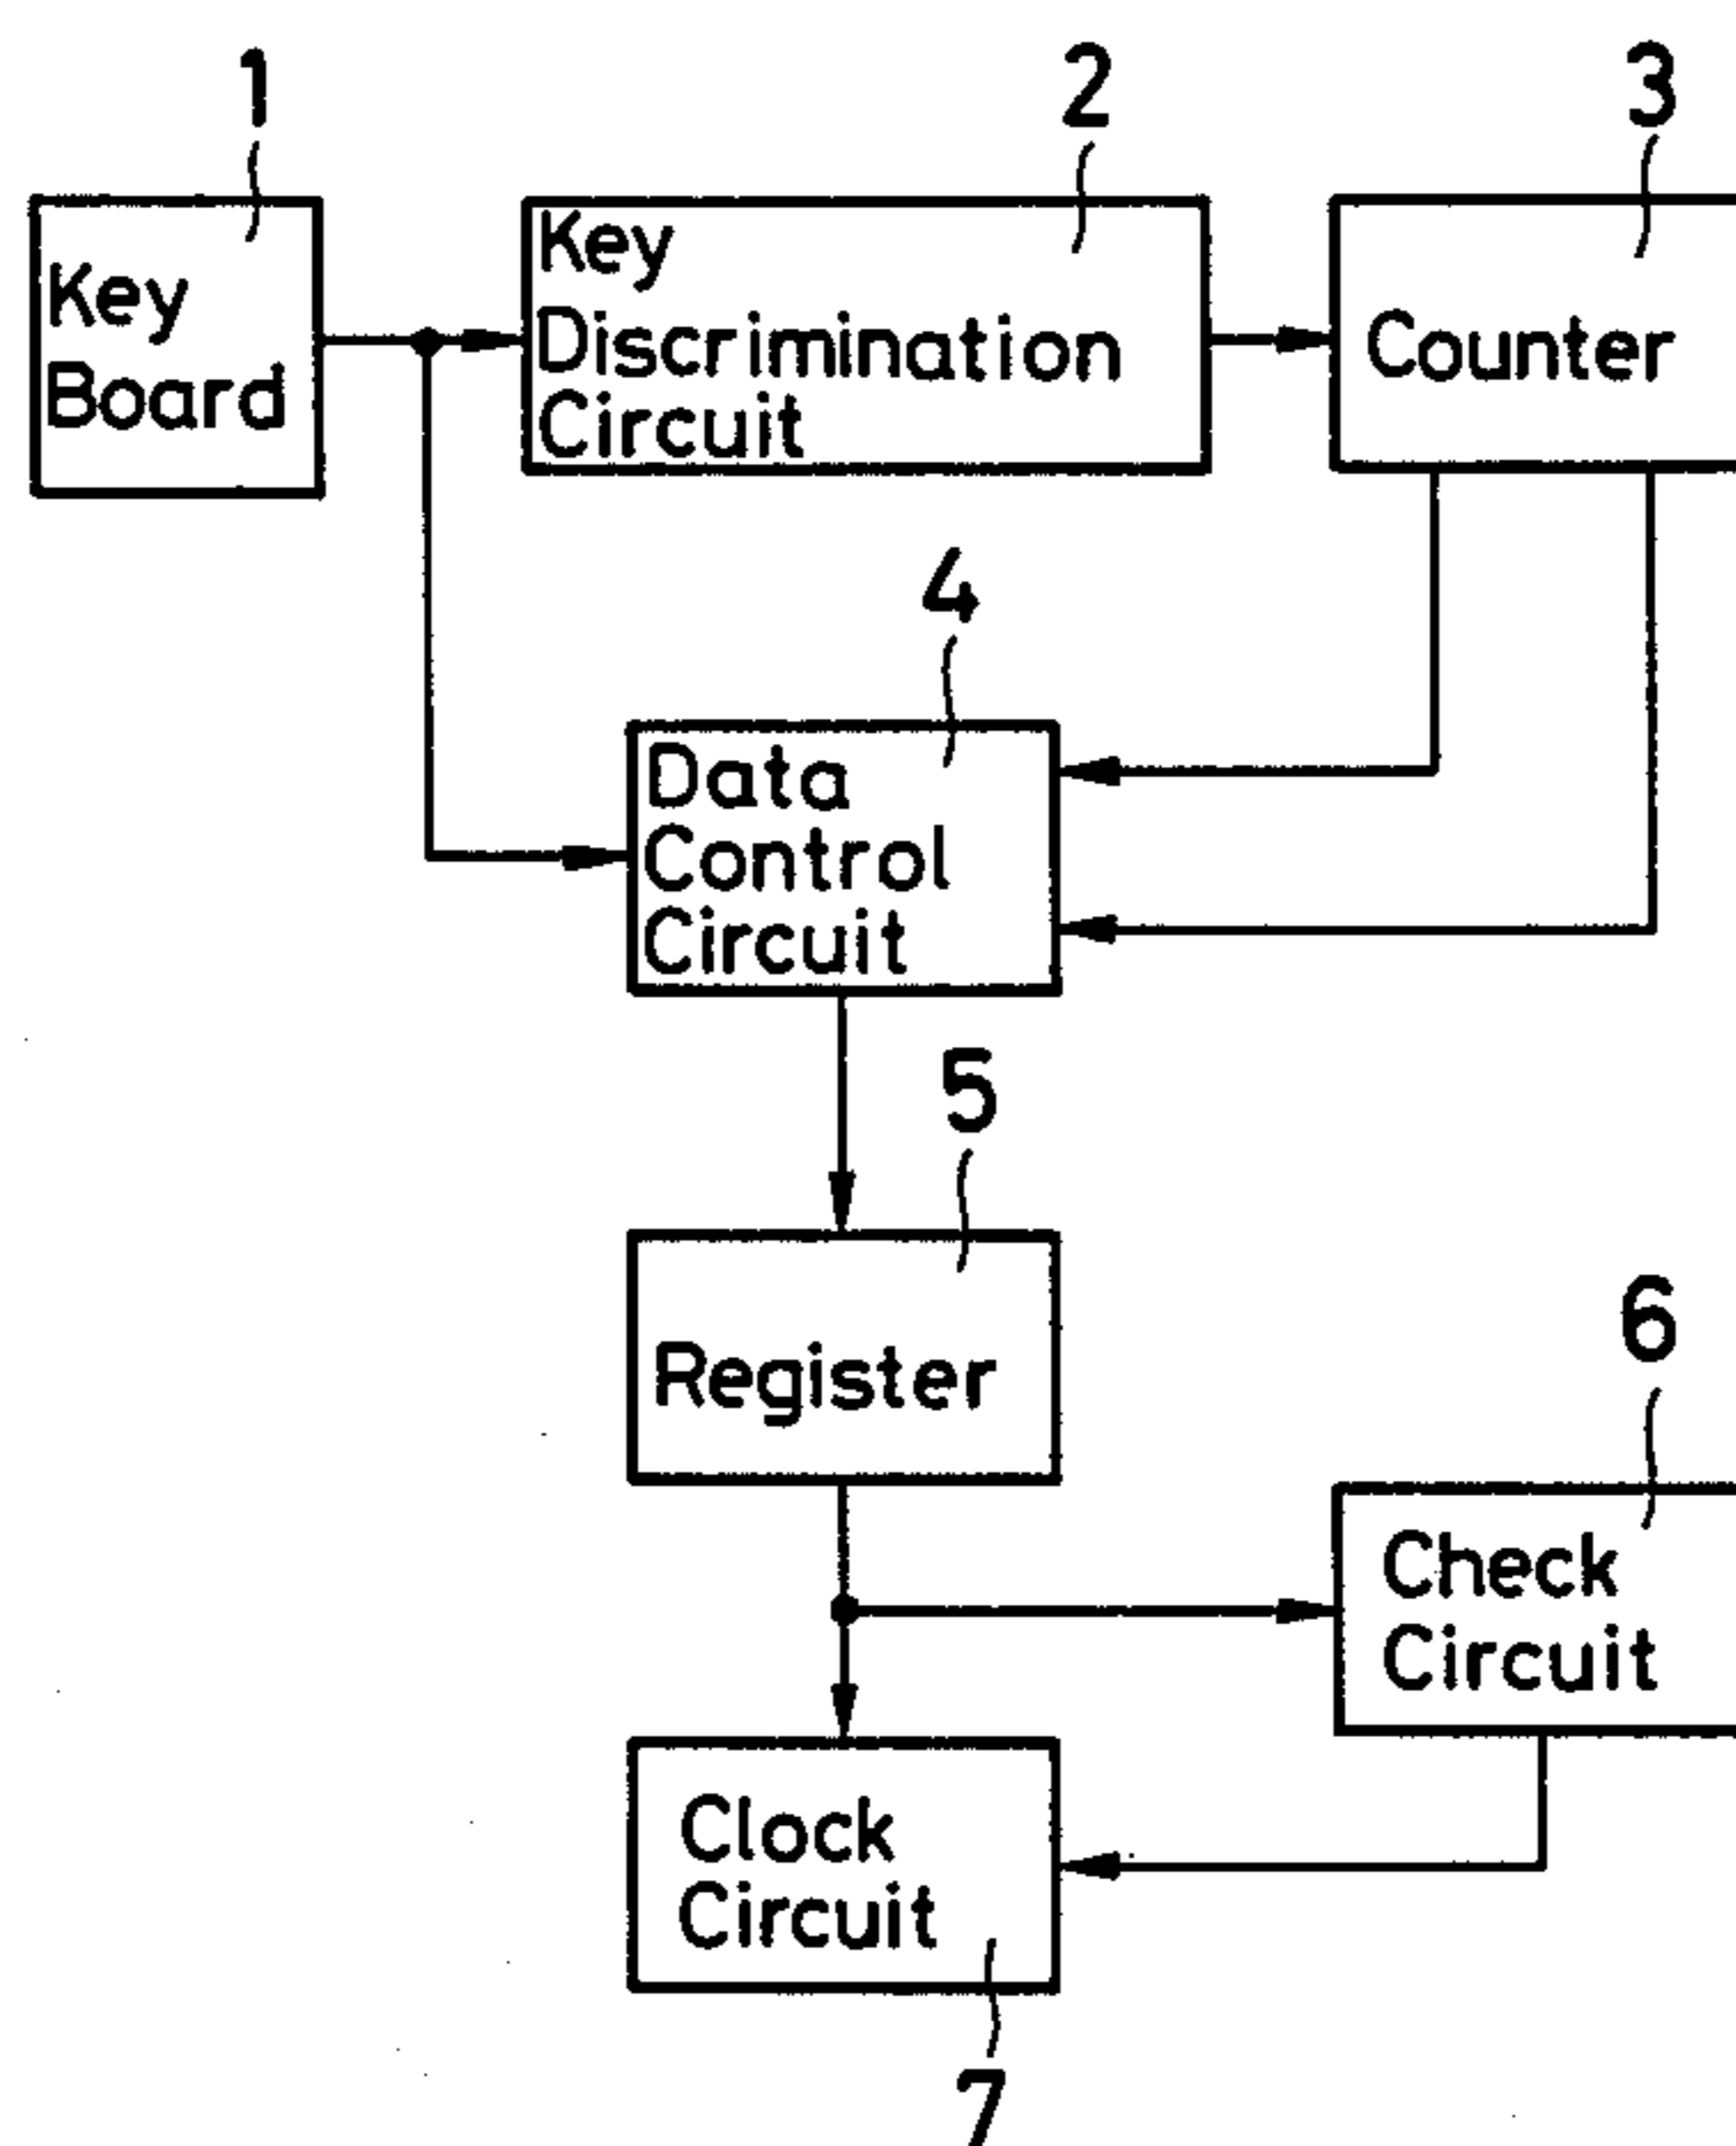 1
2
3
Key
Board
Key
Discrimination
Circuit
Counter
4
Data
Control
Circuit
5
Register
6
Check
Circuit
Clock
Circuit
7